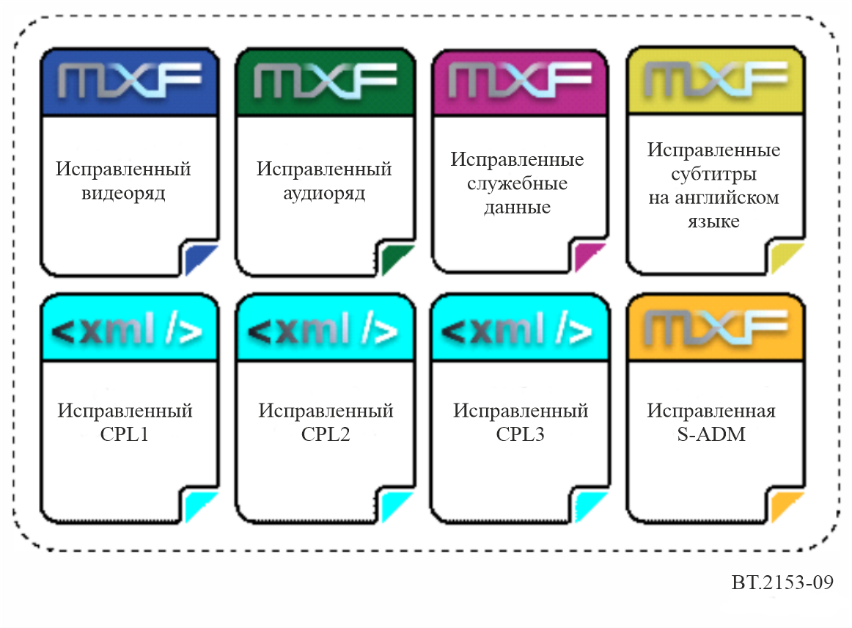 MXF
Исправленный
видеоряд
MXF
Исправленный
аудиоряд
MXF
Исправленные
служебные
данные
MXF
Исправленные
субтитры
на английском
языке
<xml />
Исправленный
CPL1
<xml />
Исправленный
CPL2
<xml />
Исправленный
CPL3
MXF
Исправленная
S-ADM
BT.2153-09